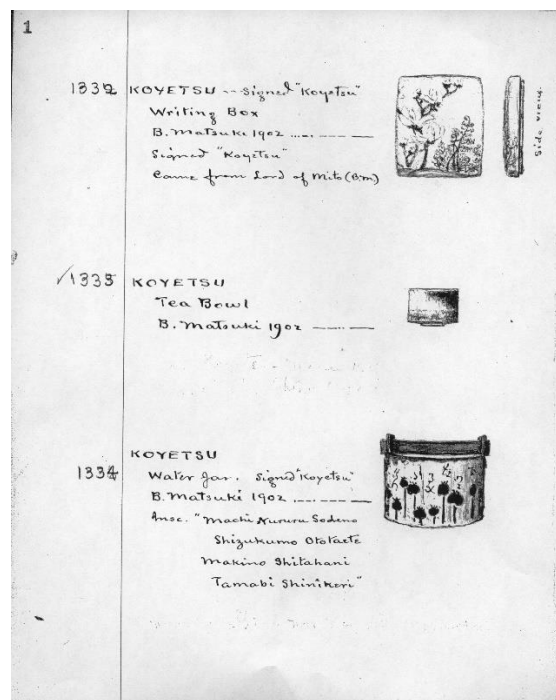 1
1332 KOYETSU -- Signed "Koyetsu"
Writing Box
B. Matsuki 1902
Signed "Koyetsu"
Came from Lord of Mito (B.M)
Side view.
✓1333 KOYETSU
Tea Bowl
B. Matsuki 1902
KOYETSU
1334 Water Jar. Signed "Koyetsu"
B. Matsuki 1902
Insc. "Machi Kururu Sodeno
Shizukumo Ototaete
Makino Shitahani
Tamabi Shinikeri"